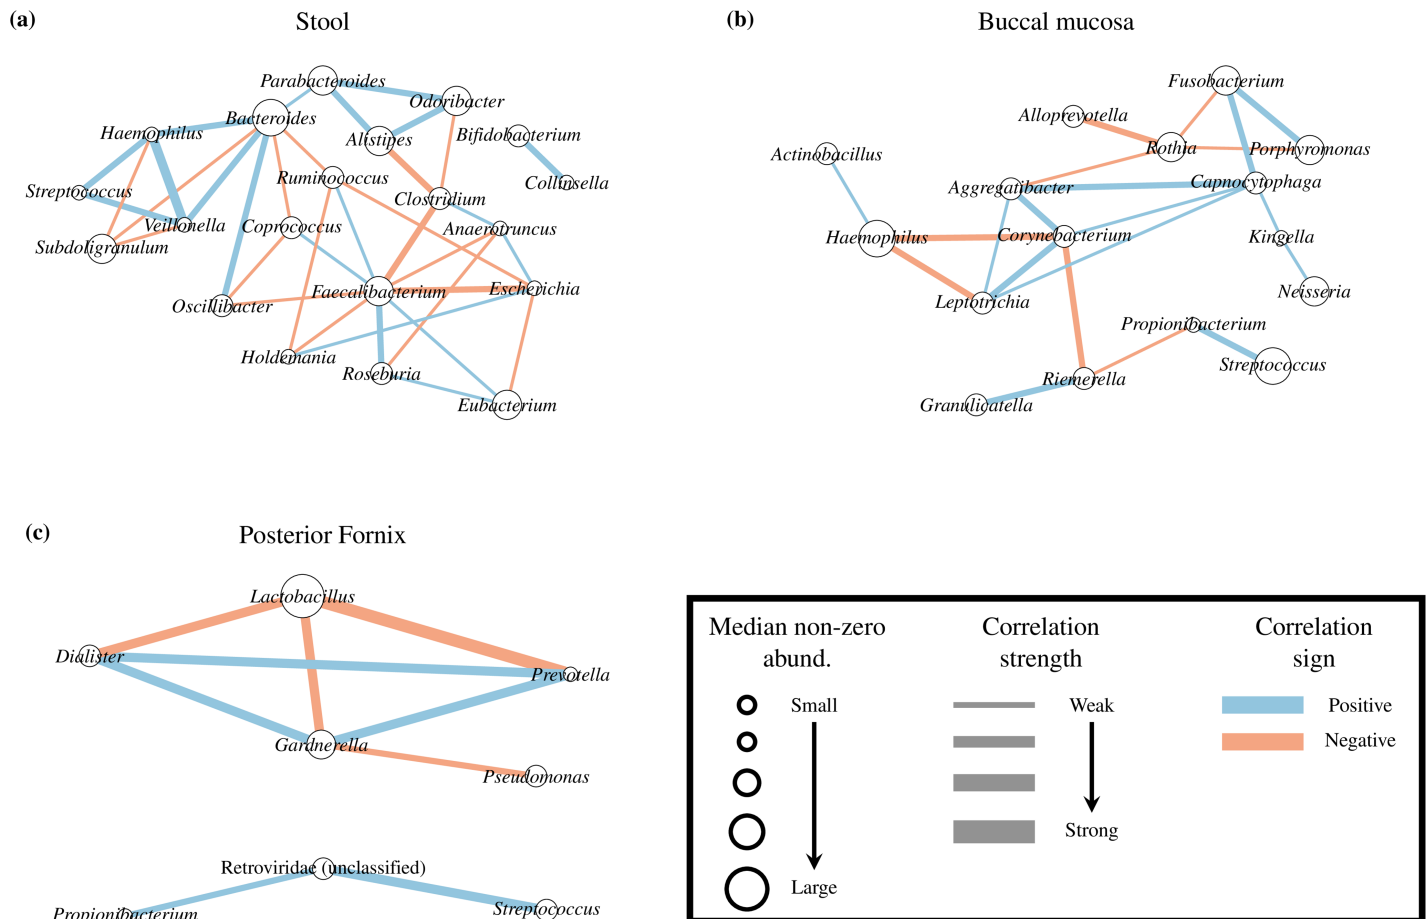 (a)
Stool
Parabacteroides
Odoribacter
Bacteroides
Haemophilus
Alistipes
Bifidobacterium
Ruminococcus
Collinsella
Streptococcus
Clostridium
Veillonella
Coprococcus
Anaerotruncus
Subdoligranulum
Faecalibacterium
Escherichia
Oscillibacter
Holdemania
Roseburia
Eubacterium
(b)
Buccal mucosa
Fusobacterium
Alloprevotella
Actinobacillus
Rothia
Porphyromonas
Aggregatibacter
Capnocytophaga
Haemophilus
Corynebacterium
Kingella
Leptotrichia
Neisseria
Propionibacterium
Streptococcus
Riemerella
Granulicatella
(c)
Posterior Fornix
Lactobacillus
Dialister
Prevotella
Gardnerella
Pseudomonas
Retroviridae (unclassified)
Propionibacterium
Streptococcus
Median non-zero
abund.
Small
Large
Correlation
strength
Weak
Strong
Correlation
sign
Positive
Negative